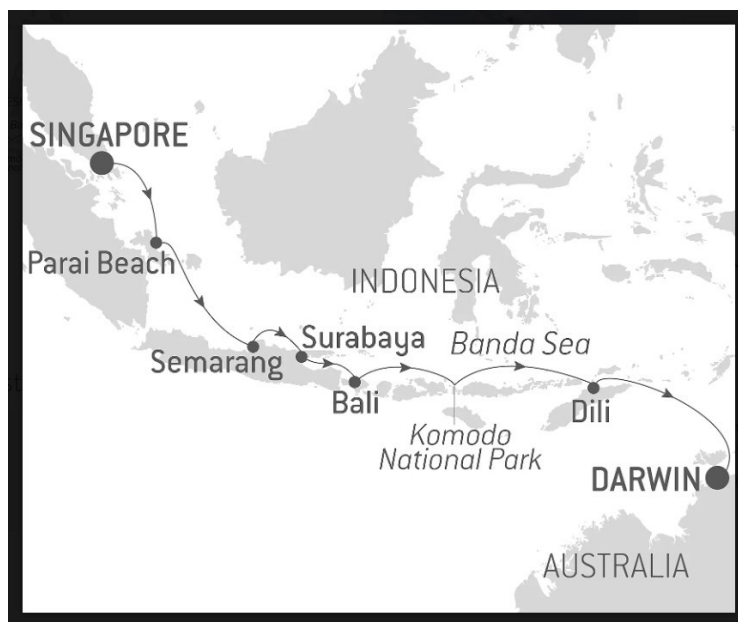 SINGAPORE
Parai Beach
INDONESIA
Semarang
Surabaya
Banda Sea
Bali
Dili
Komodo
National Park
DARWIN
AUSTRALIA